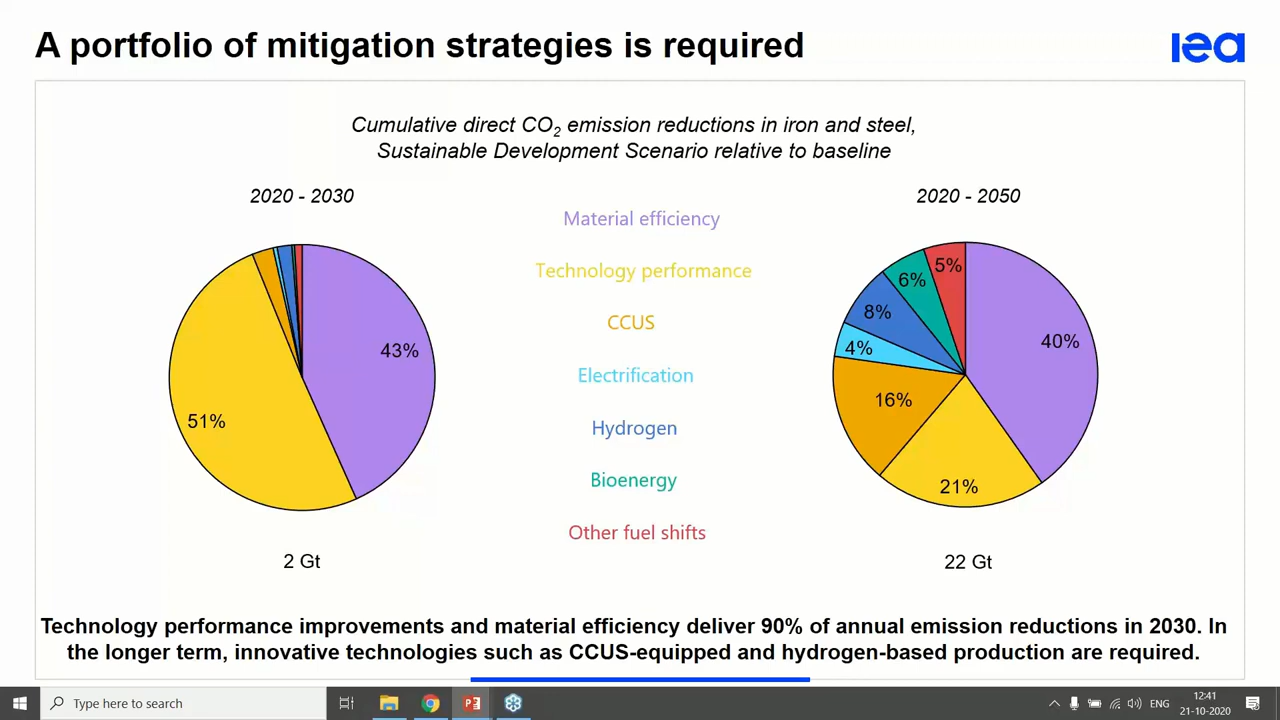 A portfolio of mitigation strategies is required
iea
Cumulative direct CO₂ emission reductions in iron and steel,
Sustainable Development Scenario relative to baseline
2020 - 2030
2020 - 2050
Material efficiency
Technology performance
CCUS
Electrification
Hydrogen
Bioenergy
Other fuel shifts
43%
51%
40%
21%
16%
4%
8%
6%
5%
2 Gt
22 Gt
Technology performance improvements and material efficiency deliver 90% of annual emission reductions in 2030. In
the longer term, innovative technologies such as CCUS-equipped and hydrogen-based production are required.
Type here to search
ENG
12:41
21-10-2020